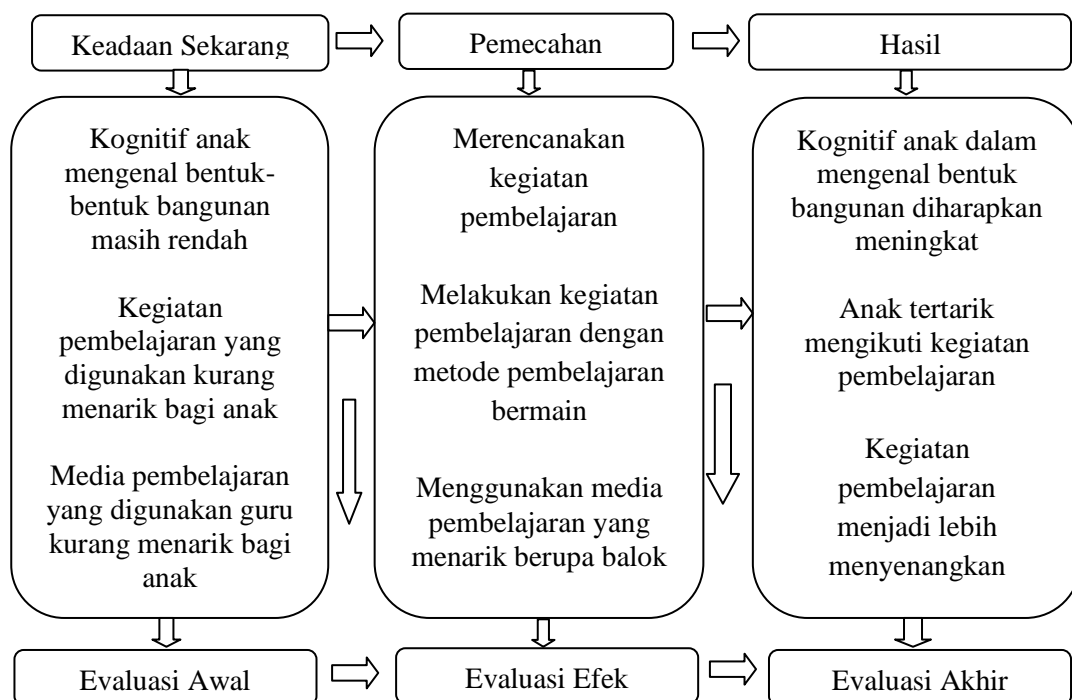 Keadaan Sekarang
Pemecahan
Hasil
Kognitif anak
mengenal bentuk-
bentuk bangunan
masih rendah
Kegiatan
pembelajaran yang
digunakan kurang
menarik bagi anak
Media pembelajaran
yang digunakan guru
kurang menarik bagi
anak
Merencanakan
kegiatan
pembelajaran
Melakukan kegiatan
pembelajaran dengan
metode pembelajaran
bermain
Menggunakan media
pembelajaran yang
menarik berupa balok
Kognitif anak dalam
mengenal bentuk
bangunan diharapkan
meningkat
Anak tertarik
mengikuti kegiatan
pembelajaran
Kegiatan
pembelajaran
menjadi lebih
menyenangkan
Evaluasi Awal
Evaluasi Efek
Evaluasi Akhir